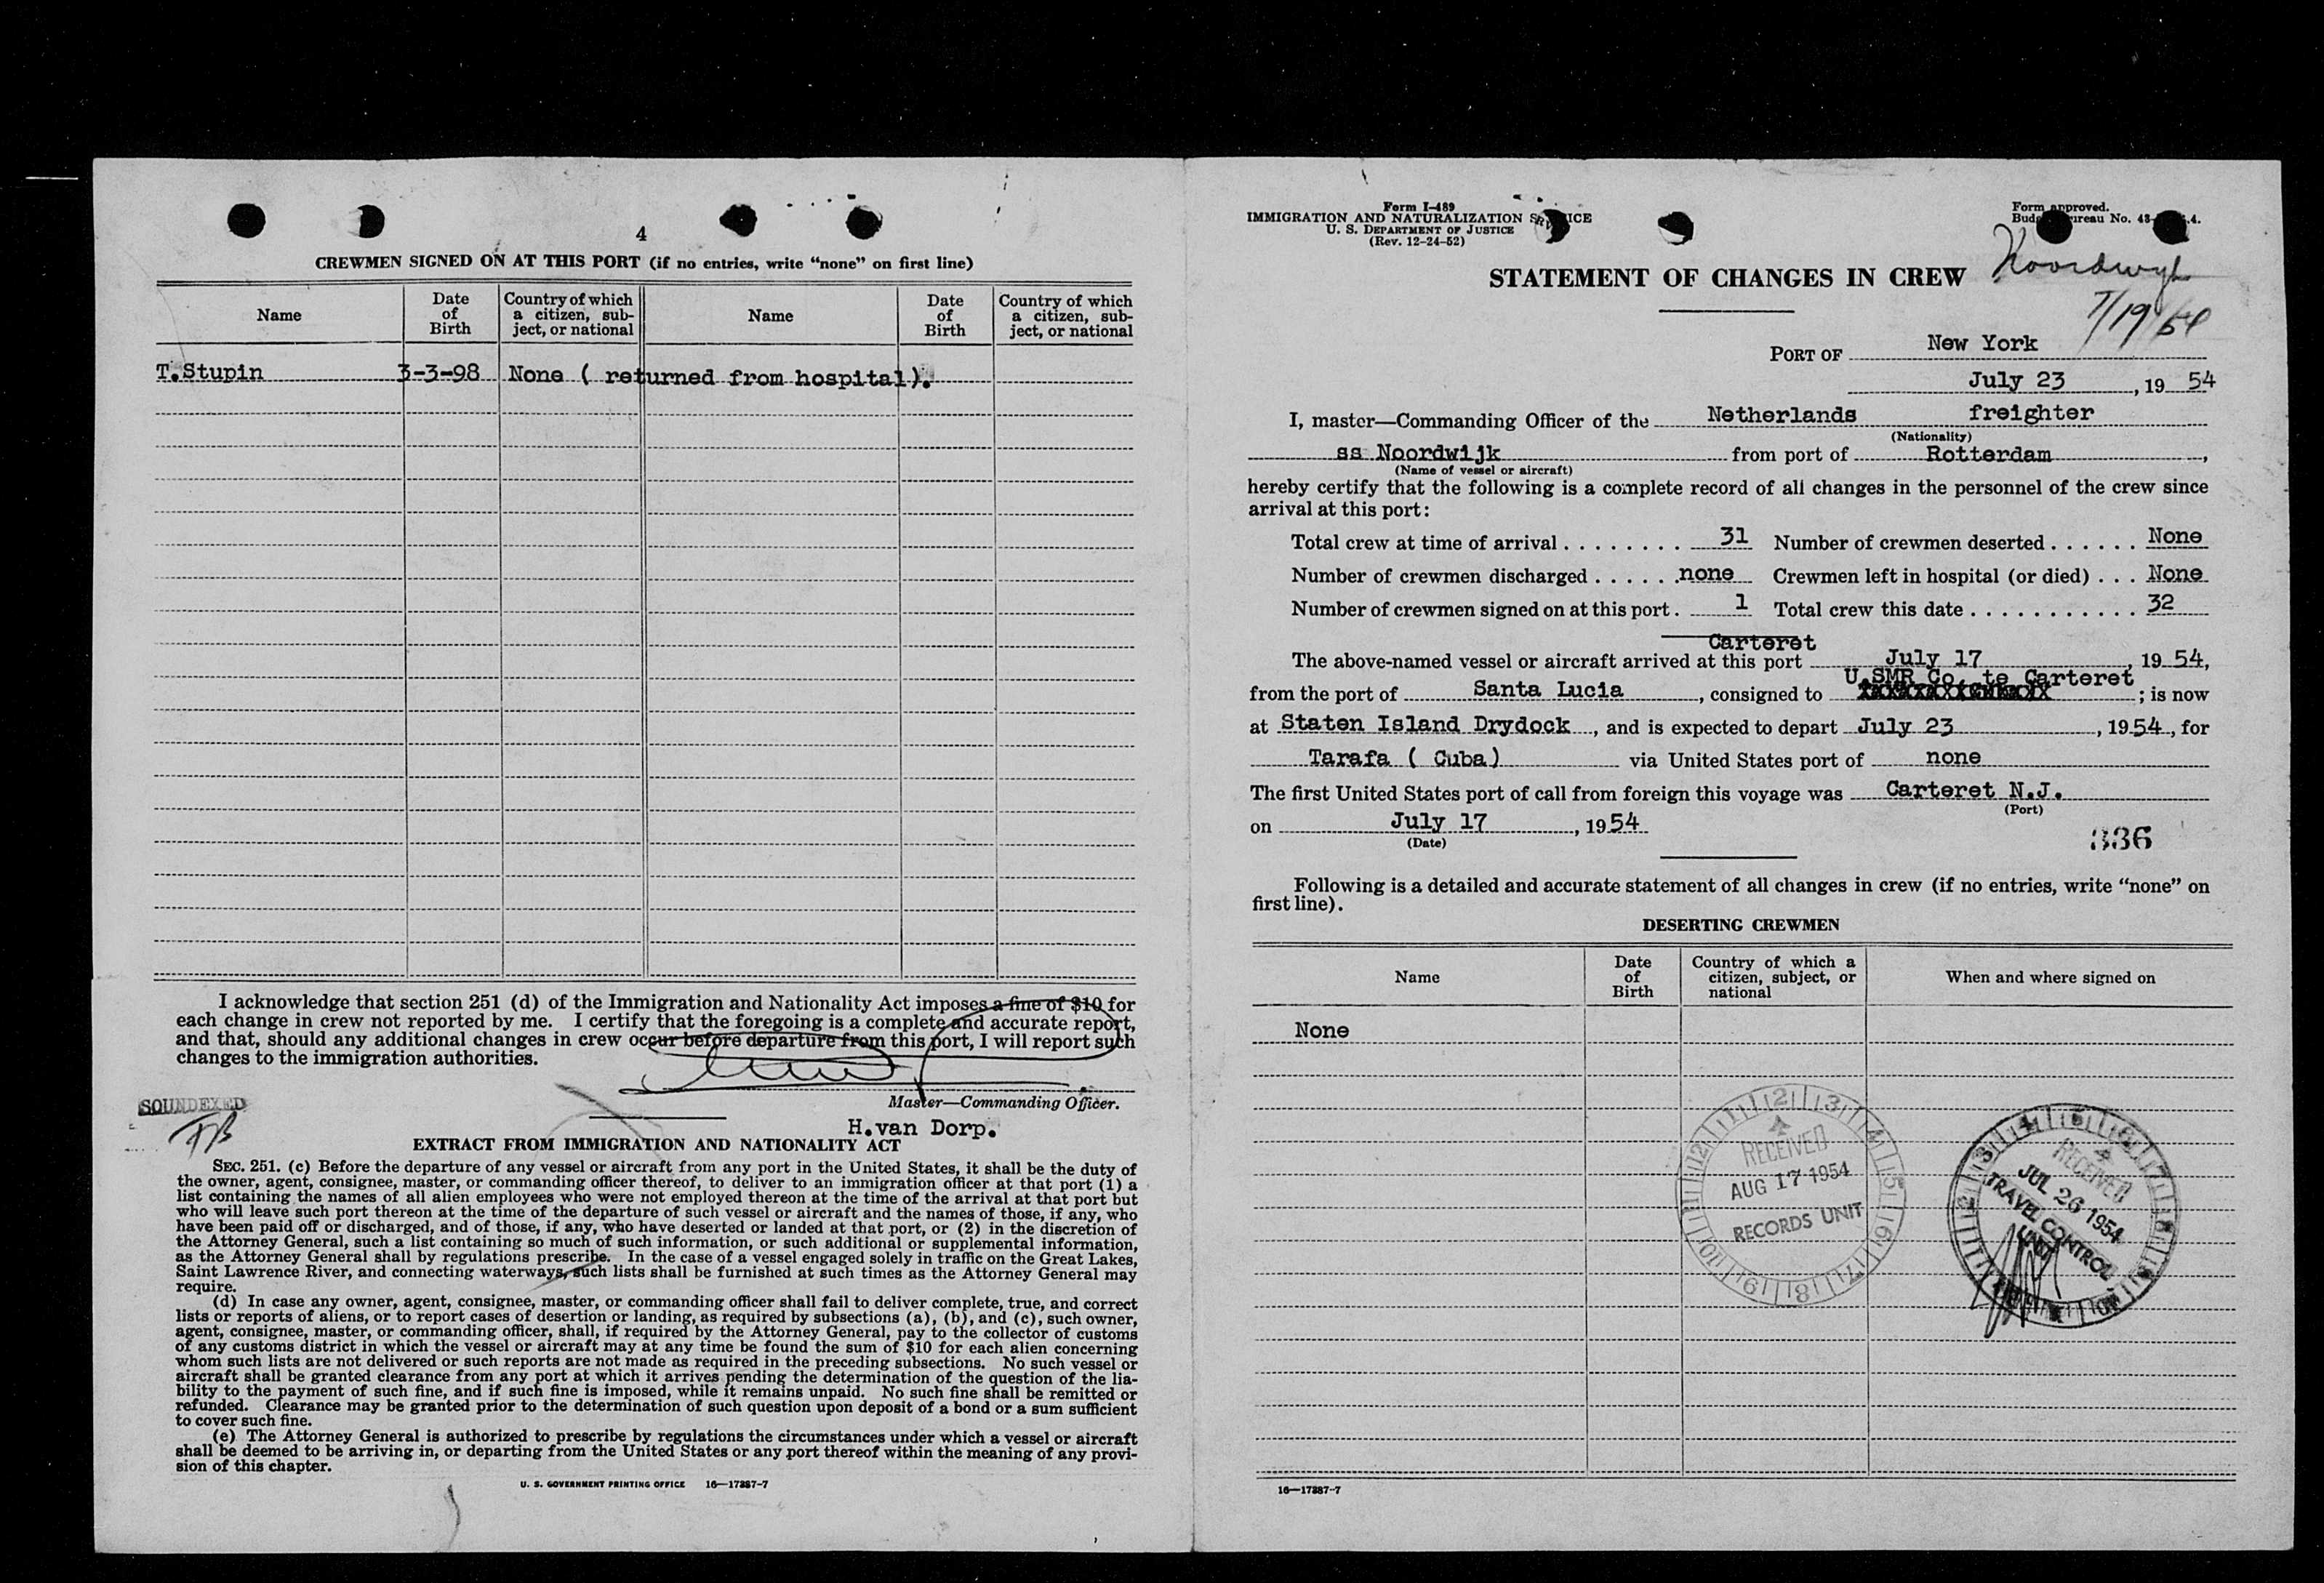 4
CREWMEN SIGNED ON AT THIS PORT (if no entries, write “none” on first line)
Name
Date of Birth
Country of which a citizen, sub-ject, or national
Name
Date of Birth
Country of which a citizen, sub-ject, or national
T.Stupin 3-3-98 None ( returned from hospital).
I acknowledge that section 251 (d) of the Immigration and Nationality Act imposes a fine of $10 for
each change in crew not reported by me. I certify that the foregoing is a complete and accurate report,
and that, should any additional changes in crew occur before departure from this port, I will report such
changes to the immigration authorities.
Master—Commanding Officer.
SOUNDEXED
H.van Dorp.
EXTRACT FROM IMMIGRATION AND NATIONALITY ACT
SEC. 251. (c) Before the departure of any vessel or aircraft from any port in the United States, it shall be the duty of
the owner, agent, consignee, master, or commanding officer thereof, to deliver to an immigration officer at that port (1) a
list containing the names of all alien employees who were not employed thereon at the time of the arrival at that port but
who will leave such port thereon at the time of the departure of such vessel or aircraft and the names of those, if any, who
have been paid off or discharged, and of those, if any, who have deserted or landed at that port, or (2) in the discretion of
the Attorney General, such a list containing so much of such information, or such additional or supplemental information,
as the Attorney General shall by regulations prescribe. In the case of a vessel engaged solely in traffic on the Great Lakes,
Saint Lawrence River, and connecting waterways, such lists shall be furnished at such times as the Attorney General may
require.
(d) In case any owner, agent, consignee, master, or commanding officer shall fail to deliver complete, true, and correct
lists or reports of aliens, or to report cases of desertion or landing, as required by subsections (a), (b), and (c), such owner,
agent, consignee, master, or commanding officer, shall, if required by the Attorney General, pay to the collector of customs
of any customs district in which the vessel or aircraft may at any time be found the sum of $10 for each alien concerning
whom such lists are not delivered or such reports are not made as required in the preceding subsections. No such vessel or
aircraft shall be granted clearance from any port at which it arrives pending the determination of the question of the lia-
bility to the payment of such fine, and if such fine is imposed, while it remains unpaid. No such fine shall be remitted or
refunded. Clearance may be granted prior to the determination of such question upon deposit of a bond or a sum sufficient
to cover such fine.
(e) The Attorney General is authorized to prescribe by regulations the circumstances under which a vessel or aircraft
shall be deemed to be arriving in, or departing from the United States or any port thereof within the meaning of any provi-
sion of this chapter.
U. S. GOVERNMENT PRINTING OFFICE 16—17387-7
Form I-489
IMMIGRATION AND NATURALIZATION
U. S. DEPARTMENT OF JUSTICE
(Rev. 12-24-52)
Form approved.
No.
Noordwyk
7/19/54
STATEMENT OF CHANGES IN CREW
PORT OF New York
July 23, 19 54
I, master—Commanding Officer of the Netherlands freighter
(Nationality)
ss Noordwijk from port of Rotterdam,
(Name of vessel or aircraft)
hereby certify that the following is a complete record of all changes in the personnel of the crew since
arrival at this port:
Total crew at time of arrival . . . . . . . . 31 Number of crewmen deserted . . . . . . None
Number of crewmen discharged . . . . . . none Crewmen left in hospital (or died) . . . None
Number of crewmen signed on at this port . 1 Total crew this date . . . . . . . . . . . . 32
Carteret
The above-named vessel or aircraft arrived at this port July 17, 19 54,
U.SMR Co. te Carteret
from the port of Santa Lucia, consigned to ; is now
at Staten Island Drydock, and is expected to depart July 23, 1954, for
Tarafa ( Cuba) via United States port of none
The first United States port of call from foreign this voyage was Carteret N.J.
(Port)
on July 17, 1954
(Date)
336
Following is a detailed and accurate statement of all changes in crew (if no entries, write “none” on
first line).
DESERTING CREWMEN
Name
Date of Birth
Country of which a citizen, subject, or national
When and where signed on
None
RECEIVED
AUG 17 1954
RECORDS UNIT
RECEIVED
JUL 26 1954
TRAVEL CONTROL
UNIT
16—17387-7